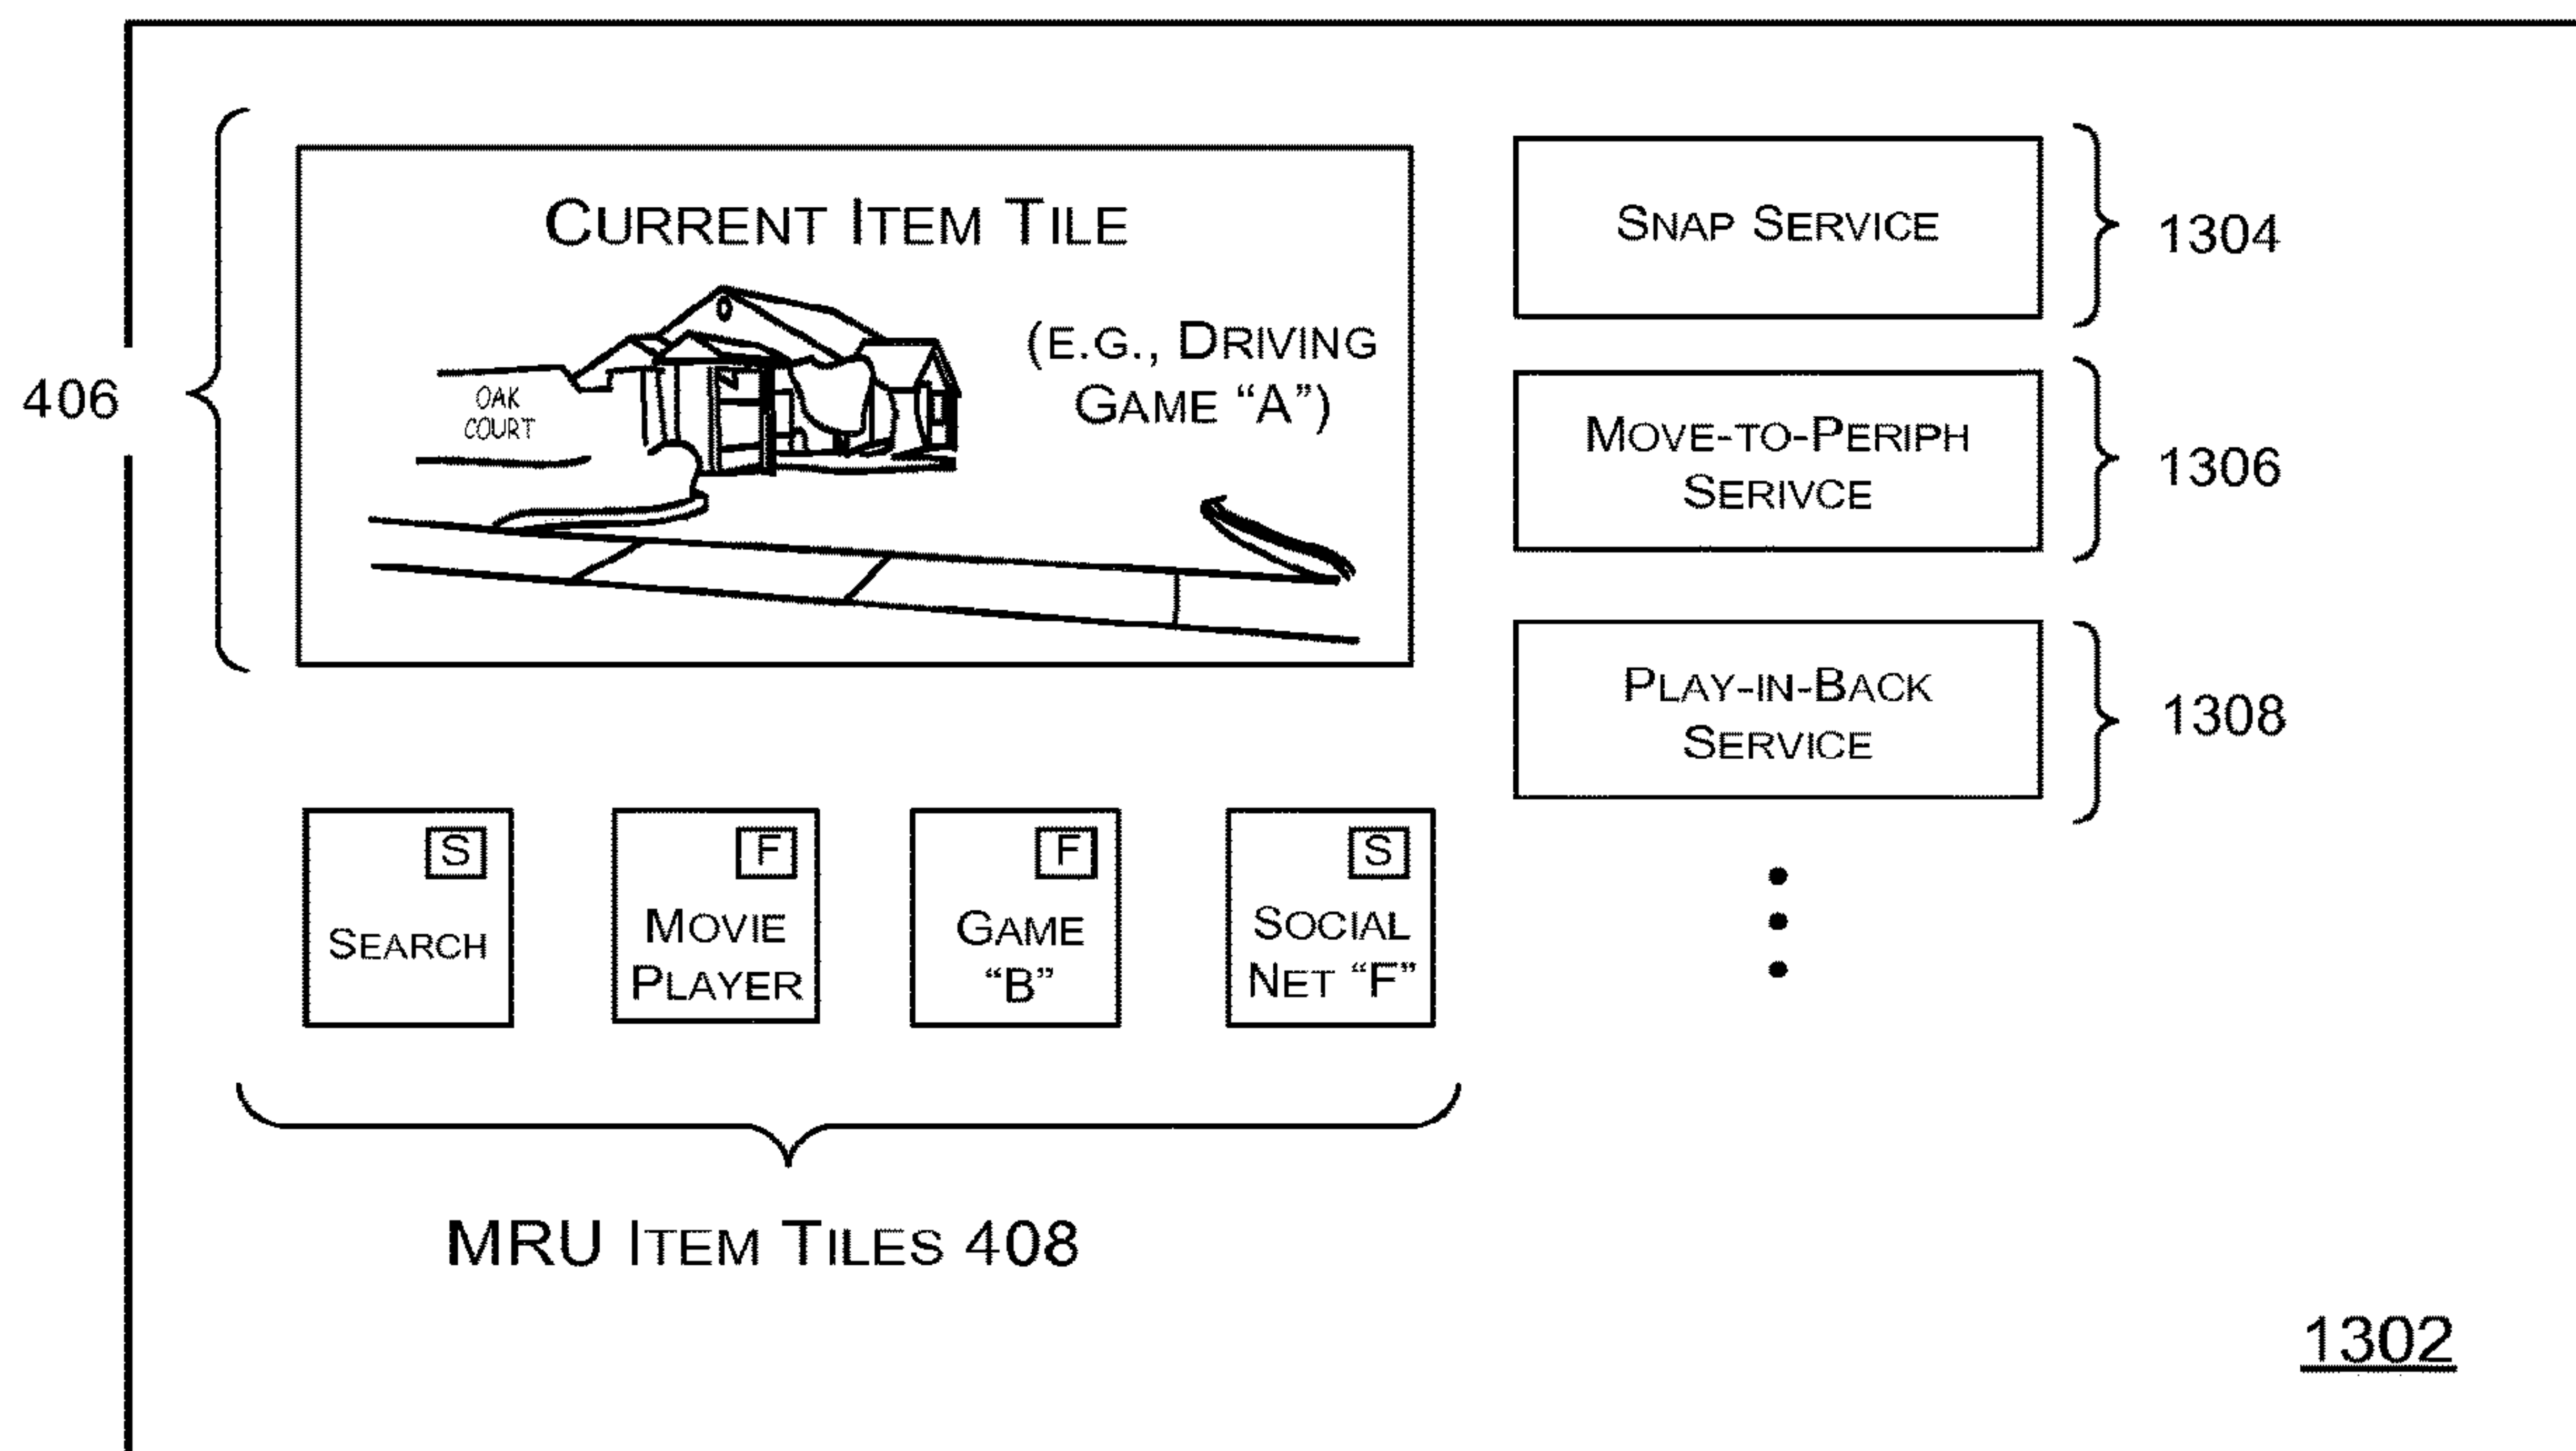 406
CURRENT ITEM TILE
(E.G., DRIVING
GAME “A”)
OAK
COURT
SNAP SERVICE
1304
MOVE-TO-PERIPH
SERIVCE
1306
PLAY-IN-BACK
SERVICE
1308
S
SEARCH
F
MOVIE
PLAYER
F
GAME
“B”
S
SOCIAL
NET “F”
MRU ITEM TILES 408
1302